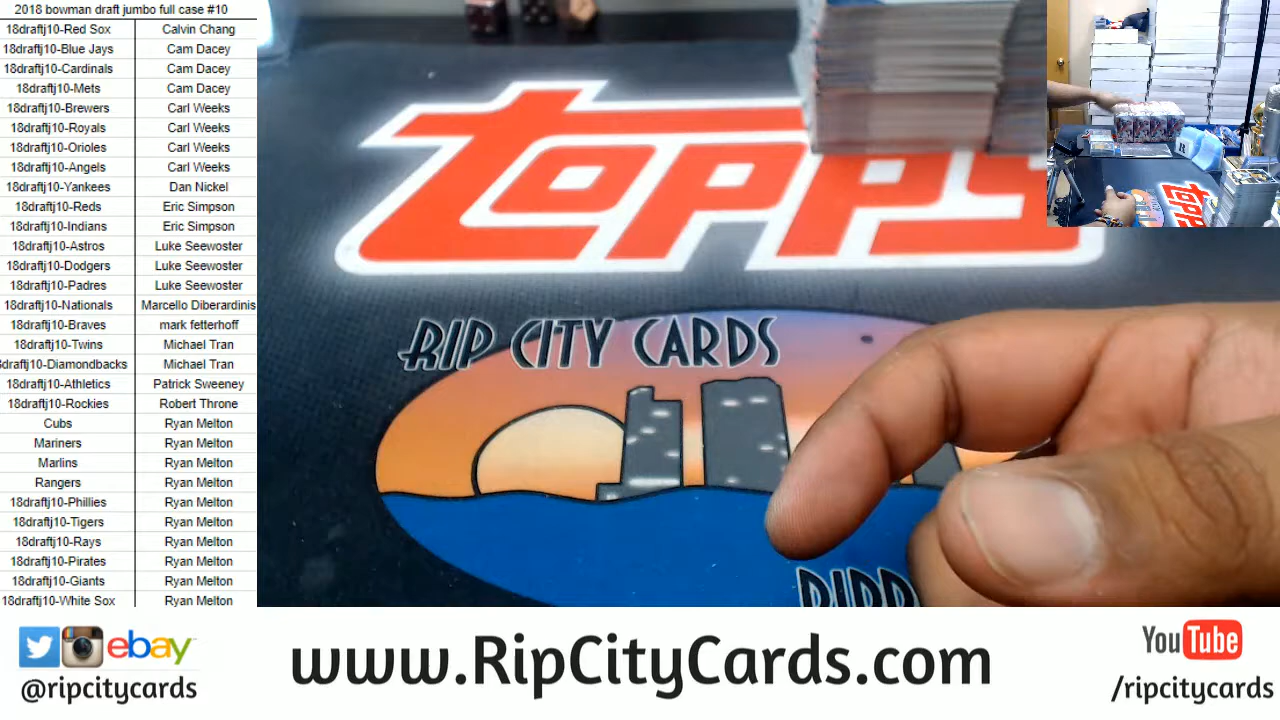 2018 bowman draft jumbo full case #10
18draftj10-Red Sox Calvin Chang
18draftj10-Blue Jays Cam Dacey
18draftj10-Cardinals Cam Dacey
18draftj10-Mets Cam Dacey
18draftj10-Brewers Carl Weeks
18draftj10-Royals Carl Weeks
18draftj10-Orioles Carl Weeks
18draftj10-Angels Carl Weeks
18draftj10-Yankees Dan Nickel
18draftj10-Reds Eric Simpson
18draftj10-Indians Eric Simpson
18draftj10-Astros Luke Seewoster
18draftj10-Dodgers Luke Seewoster
18draftj10-Padres Luke Seewoster
18draftj10-Nationals Marcello Diberardinis
18draftj10-Braves mark fetterhoff
18draftj10-Twins Michael Tran
8draftj10-Diamondbacks Michael Tran
18draftj10-Athletics Patrick Sweeney
18draftj10-Rockies Robert Throne
Cubs Ryan Melton
Mariners Ryan Melton
Marlins Ryan Melton
Rangers Ryan Melton
18draftj10-Phillies Ryan Melton
18draftj10-Tigers Ryan Melton
18draftj10-Rays Ryan Melton
18draftj10-Pirates Ryan Melton
18draftj10-Giants Ryan Melton
18draftj10-White Sox Ryan Melton
topps
RIP CITY CARDS
RIPP
TOPPS
ebay
@ripcitycards
www.RipCityCards.com
YouTube
/ripcitycards